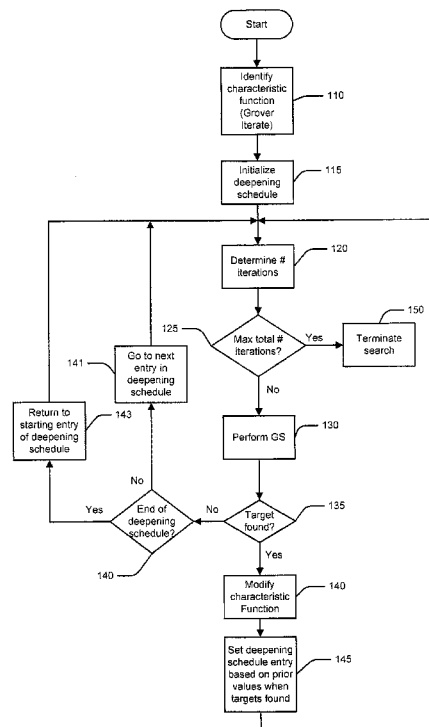 Start
Identify
characteristic
function
(Grover
Iterate)
110
Initialize
deepening
schedule
115
Determine #
iterations
120
125
Max total #
iterations?
Yes
150
Terminate
search
No
141
Go to next
entry in
deepening
schedule
Return to
starting entry
of deepening
schedule
143
Perform GS
130
No
Yes
End of
deepening
schedule?
140
No
Target
found?
135
Yes
Modify
characteristic
Function
140
Set deepening
schedule entry
based on prior
values when
targets found
145